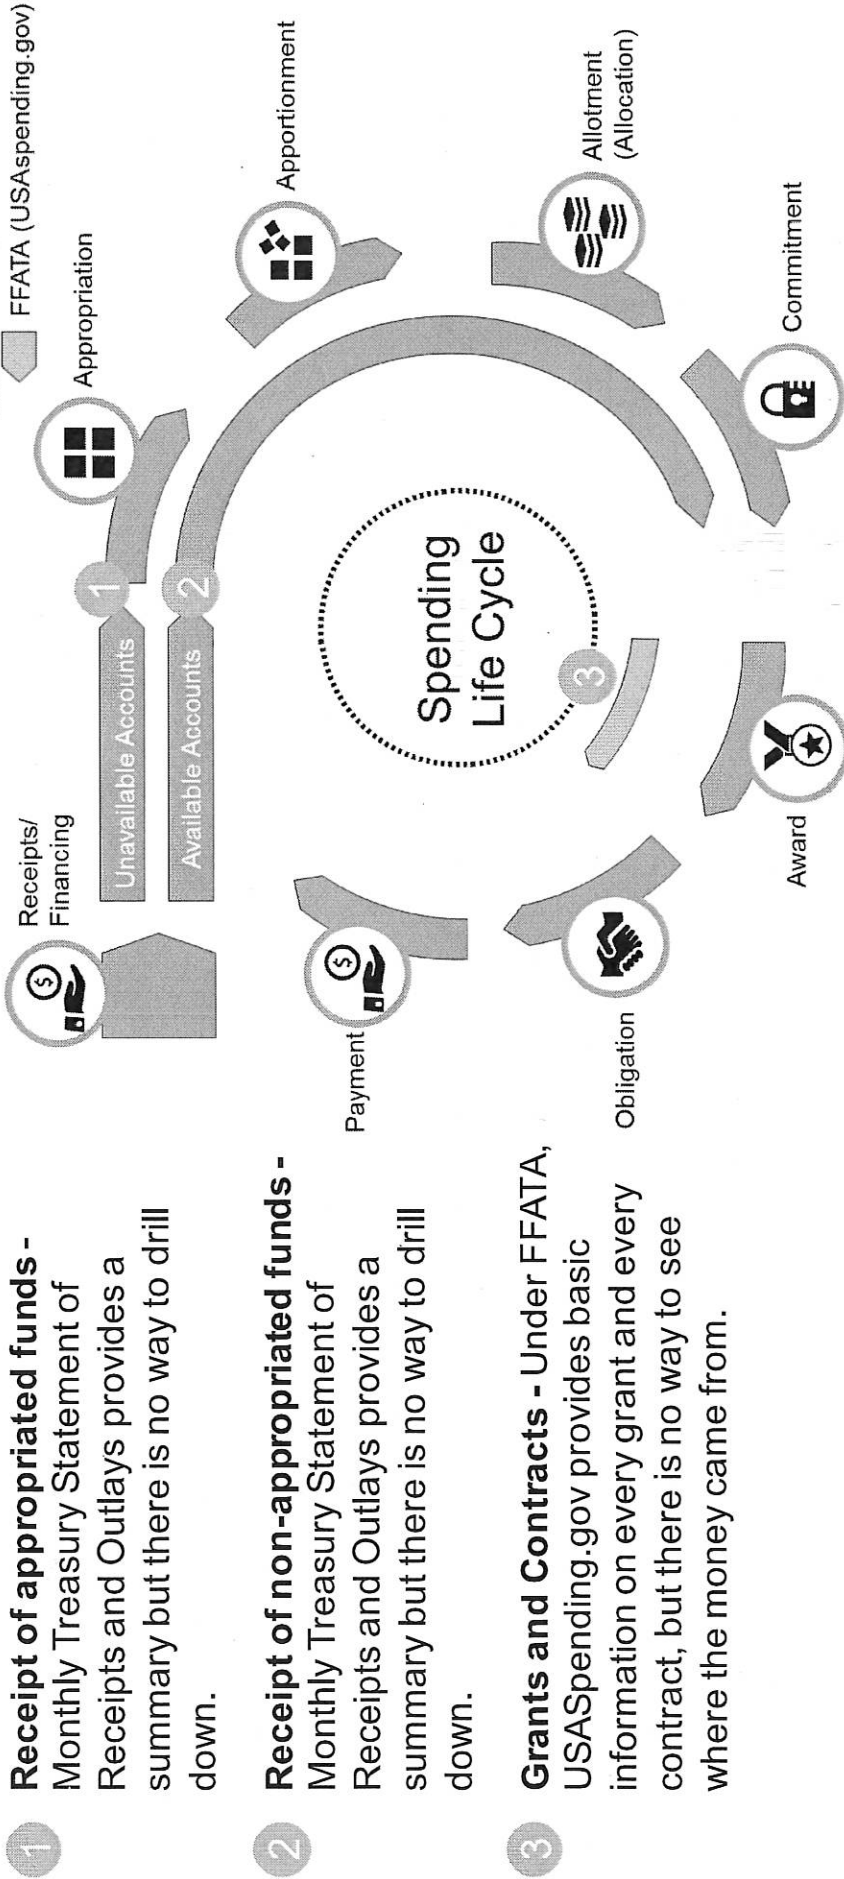 FFATA (USAspending.gov)
1
Receipt of appropriated funds -
Monthly Treasury Statement of
Receipts and Outlays provides a
summary but there is no way to drill
down.
2
Receipt of non-appropriated funds -
Monthly Treasury Statement of
Receipts and Outlays provides a
summary but there is no way to drill
down.
3
Grants and Contracts - Under FFATA,
USASpending.gov provides basic
information on every grant and every
contract, but there is no way to see
where the money came from.
Receipts/
Financing
Unavailable Accounts
1
Available Accounts
2
Appropriation
Apportionment
Allotment
(Allocation)
Commitment
Award
Obligation
Payment
Spending
Life Cycle
3